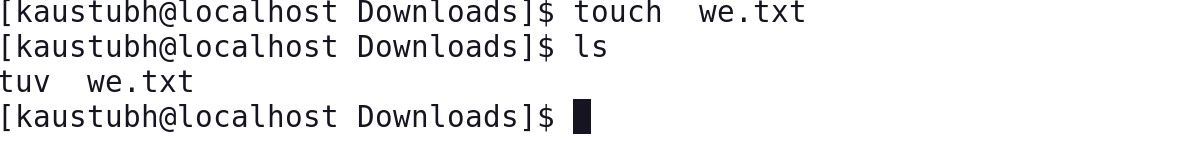 [kaustubh@localhost Downloads]$ touch  we.txt
[kaustubh@localhost Downloads]$ ls
tuv  we.txt
[kaustubh@localhost Downloads]$